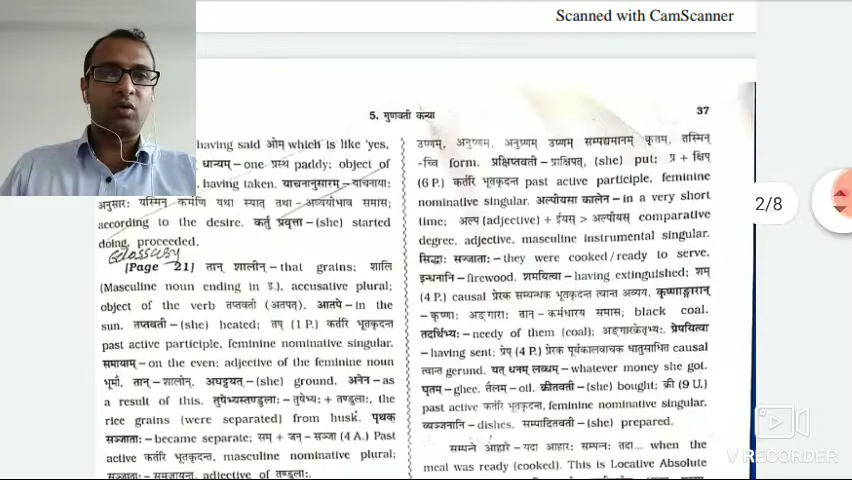 Scanned with CamScanner
5. गुणवती कन्या
37
having said ओम् which is like 'yes,
धान्यम्–one प्रस्थ paddy; object of
having taken. याचनानुसारम्–याचनायाः
अनुसारः यस्मिन् कर्मणि यथा स्यात् तथा–अव्ययीभाव समास;
according to the desire. कर्तुं प्रवृत्ता–(she) started
doing, proceeded.
Glossary
[Page 21] तान् शालीन्–that grains; शालि
(Masculine noun ending in इ), accusative plural;
object of the verb तप्तवती (अतपत्). आतपे–in the
sun. तप्तवती–(she) heated; तप् (1 P.) कर्तरि भूतकृदन्त
past active participle, feminine nominative singular.
समायाम्–on the even; adjective of the feminine noun
भूमौ, तान्–शालीन्. अघट्टयत्–(she) ground. अनेन–as
a result of this. तुषेभ्यस्तण्डुलाः–तुषेभ्यः+तण्डुलाः, the
rice grains (were separated) from husk. पृथक्
सञ्जाताः–became separate; सम् + जन्–सञ्जा (4 A.) Past
active कर्तरि भूतकृदन्त, masculine nominative plural;
सञ्जाताः–समजायन्त, adjective of तण्डुलाः.
उष्णम्, अनुष्णम्, अनुष्णम् उष्णम् सम्पद्यमानम् कृतम्, तस्मिन्
-च्वि form. प्रक्षिप्तवती–प्राक्षिपत्, (she) put; प्र + क्षिप्
(6 P.) कर्तरि भूतकृदन्त past active participle, feminine
nominative singular. अल्पीयसा कालेन–in a very short
time; अल्प (adjective) + ईयस् > अल्पीयस् comparative
degree, adjective, masculine instrumental singular.
सिद्धाः सञ्जाताः–they were cooked/ready to serve.
इन्धनानि–firewood. शमयित्वा–having extinguished; शम्
(4 P.) causal प्रेरक सम्बन्धक भूतकृदन्त त्वान्त अव्यय. कृष्णाङ्गारान्
–कृष्णाः अङ्गाराः तान्–कर्मधारय समास; black coal.
तदर्थिभ्यः–needy of them (coal); अङ्गारक्रेतृभ्यः. प्रेषयित्वा
–having sent; प्रेष् (4 P.) प्रेरक पूर्वकालवाचक धातुसाधित causal
त्वान्त gerund. यत् धनम् लब्धम्–whatever money she got.
घृतम्–ghee. तैलम्–oil. क्रीतवती–(she) bought; क्री (9 U.)
past active कर्तरि भूतकृदन्त, feminine nominative singular.
व्यञ्जनानि–dishes. सम्पादितवती–(she) prepared.
सम्पन्ने आहारे–यदा आहारः सम्पन्नः तदा... when the
meal was ready (cooked). This is Locative Absolute
2/8
V RECORDER